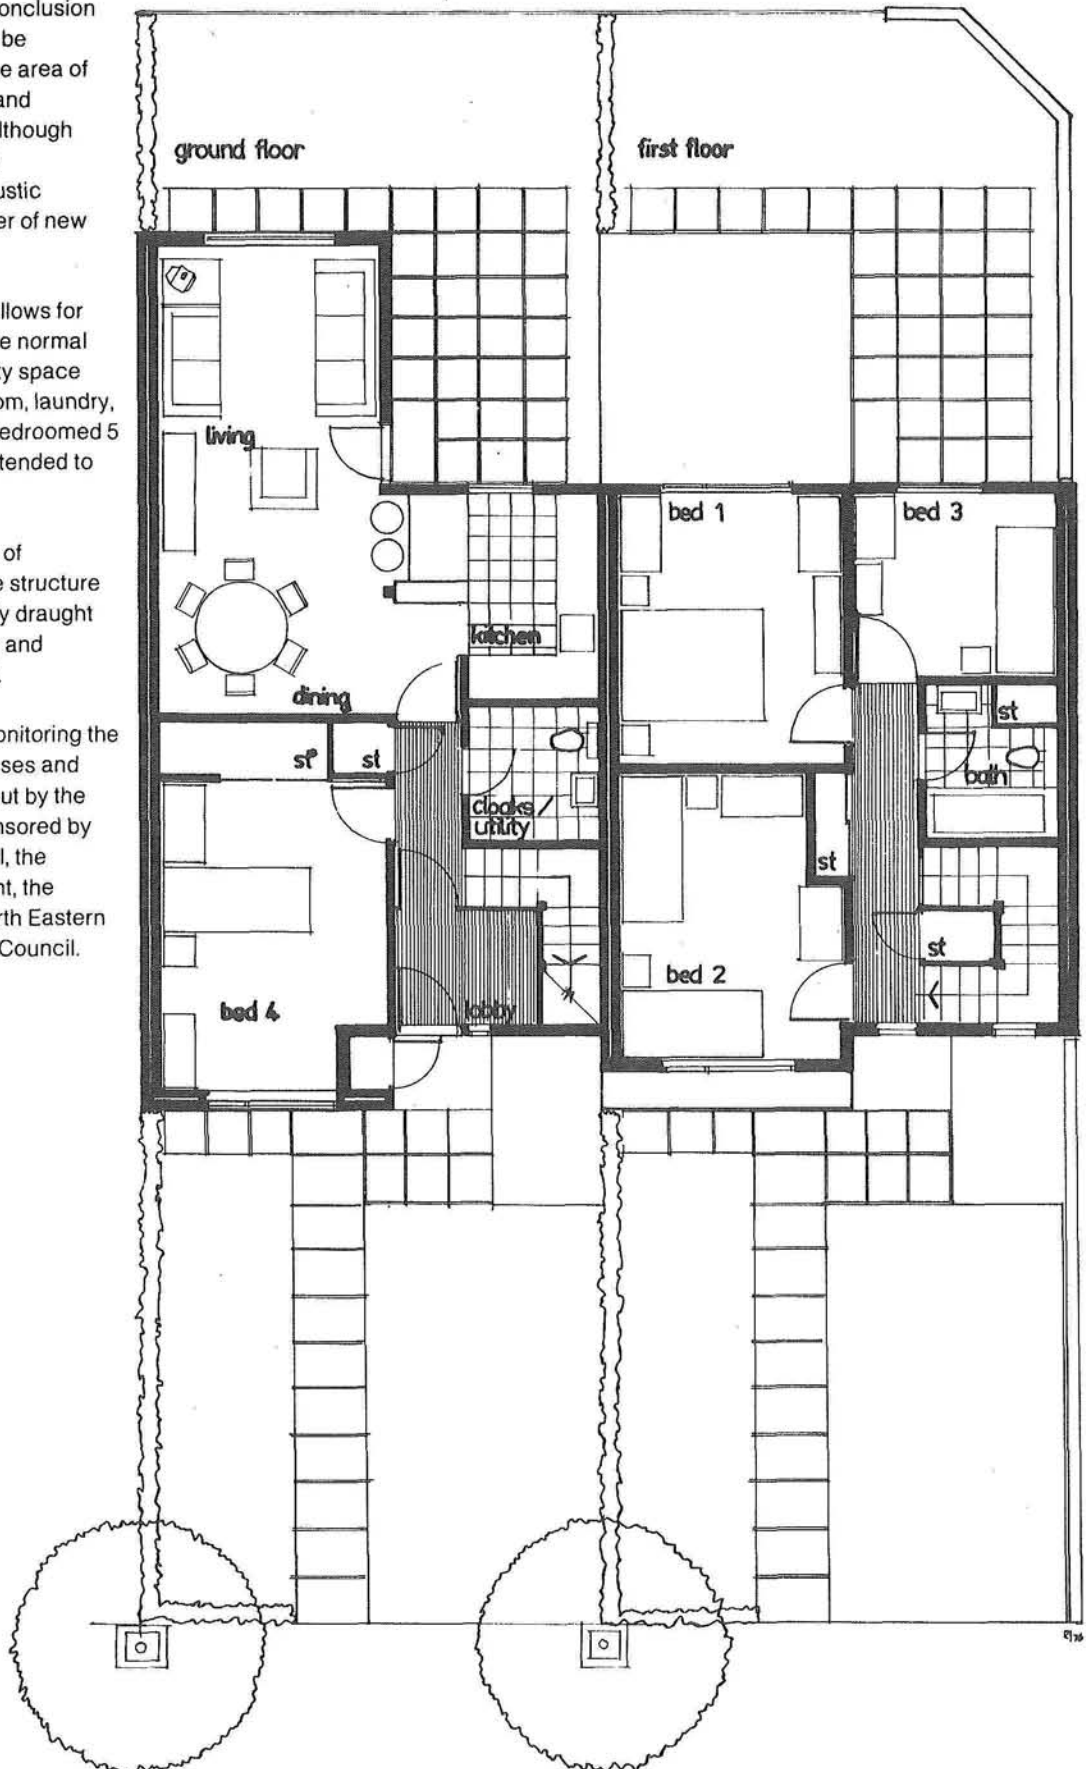 onclusion
be
e area of
and
lthough
ustic
er of new
llows for
e normal
ty space
om, laundry,
edroomed 5
tended to
of
e structure
y draught
and
onitoring the
ses and
ut by the
nsored by
l, the
nt, the
rth Eastern
Council.
ground floor
first floor
living
bed 1
bed 3
kitchen
dining
st
st
st
bath
cloaks/
utility
st
bed 2
st
bed 4
lobby